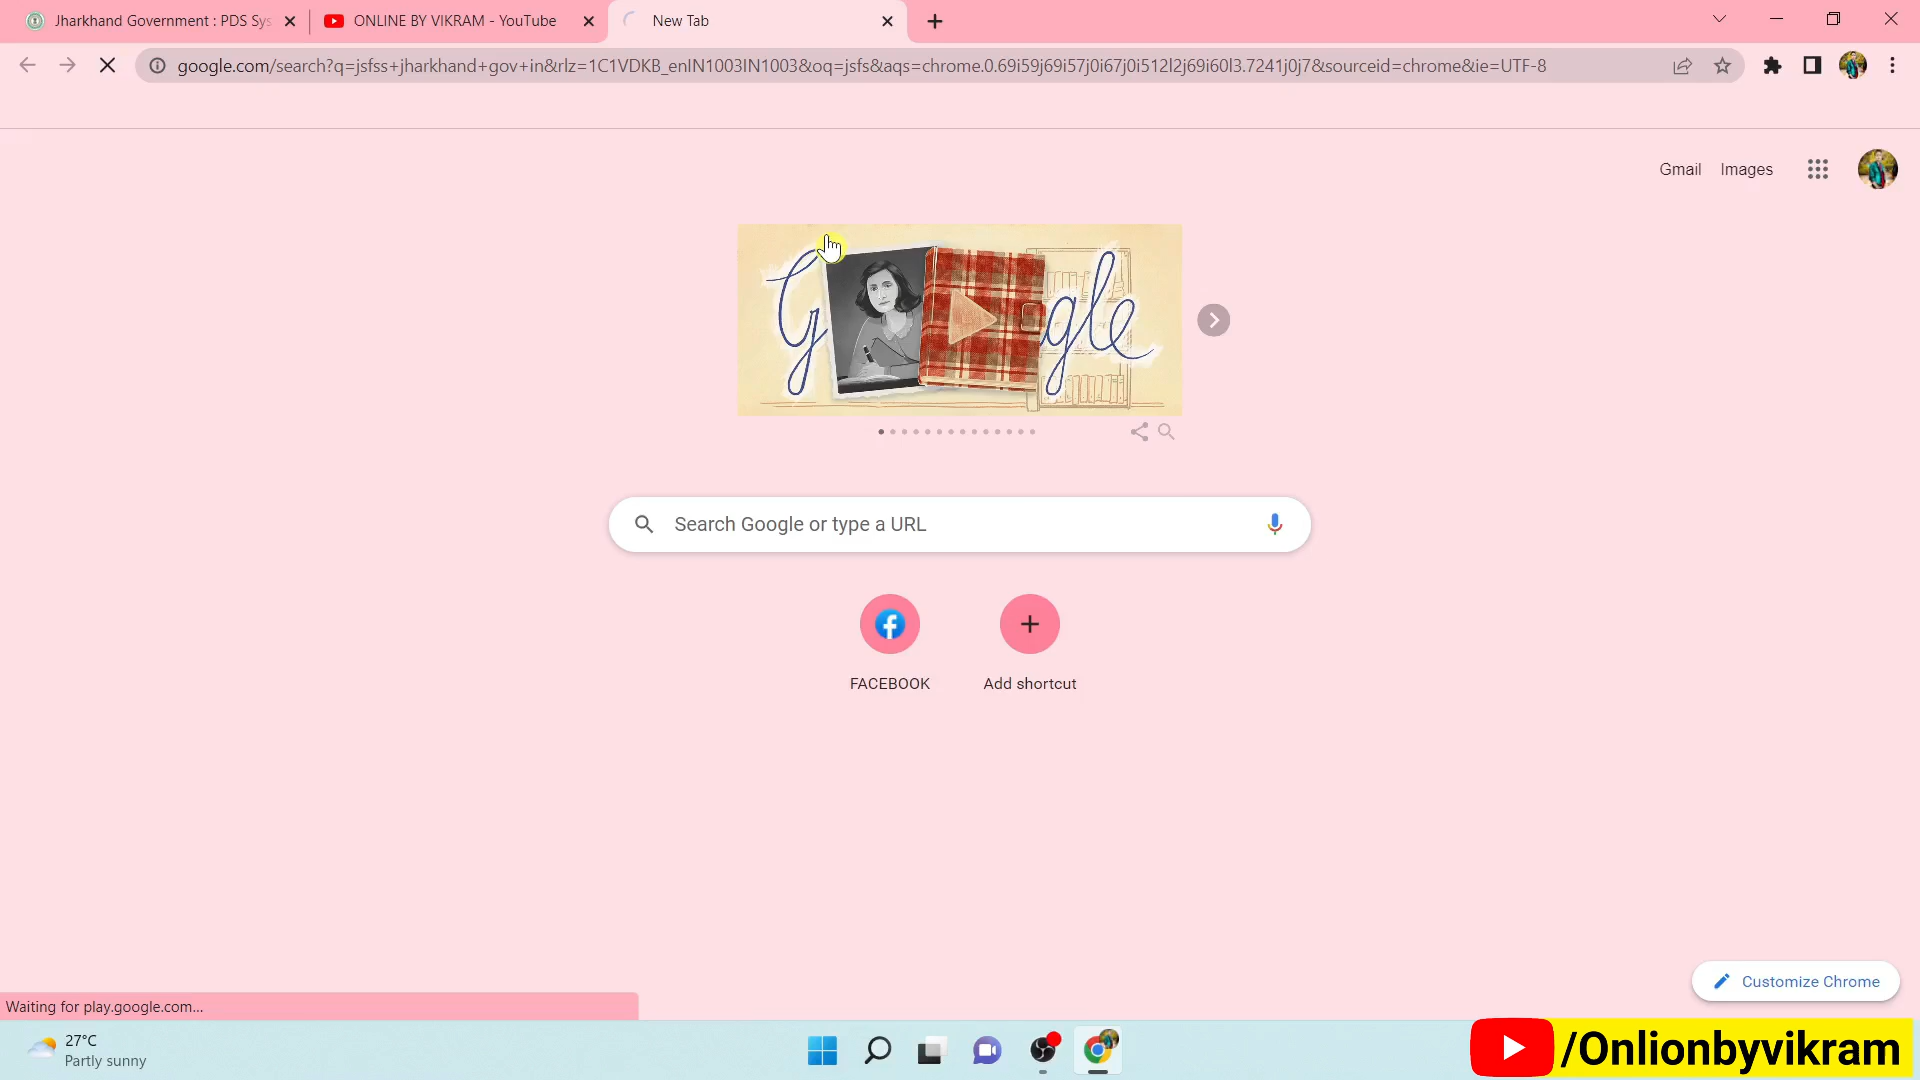 Jharkhand Government : PDS Sys
ONLINE BY VIKRAM - YouTube
New Tab
google.com/search?q=jsfss+jharkhand+gov+in&rlz=1C1VDKB_enIN1003IN1003&oq=jsfs&aqs=chrome.0.69i59j69i57j0i67j0i512l2j69i60l3.7241j0j7&sourceid=chrome&ie=UTF-8
Gmail Images
G gle
Search Google or type a URL
FACEBOOK Add shortcut
Customize Chrome
Waiting for play.google.com...
27°C
Partly sunny
/Onlionbyvikram